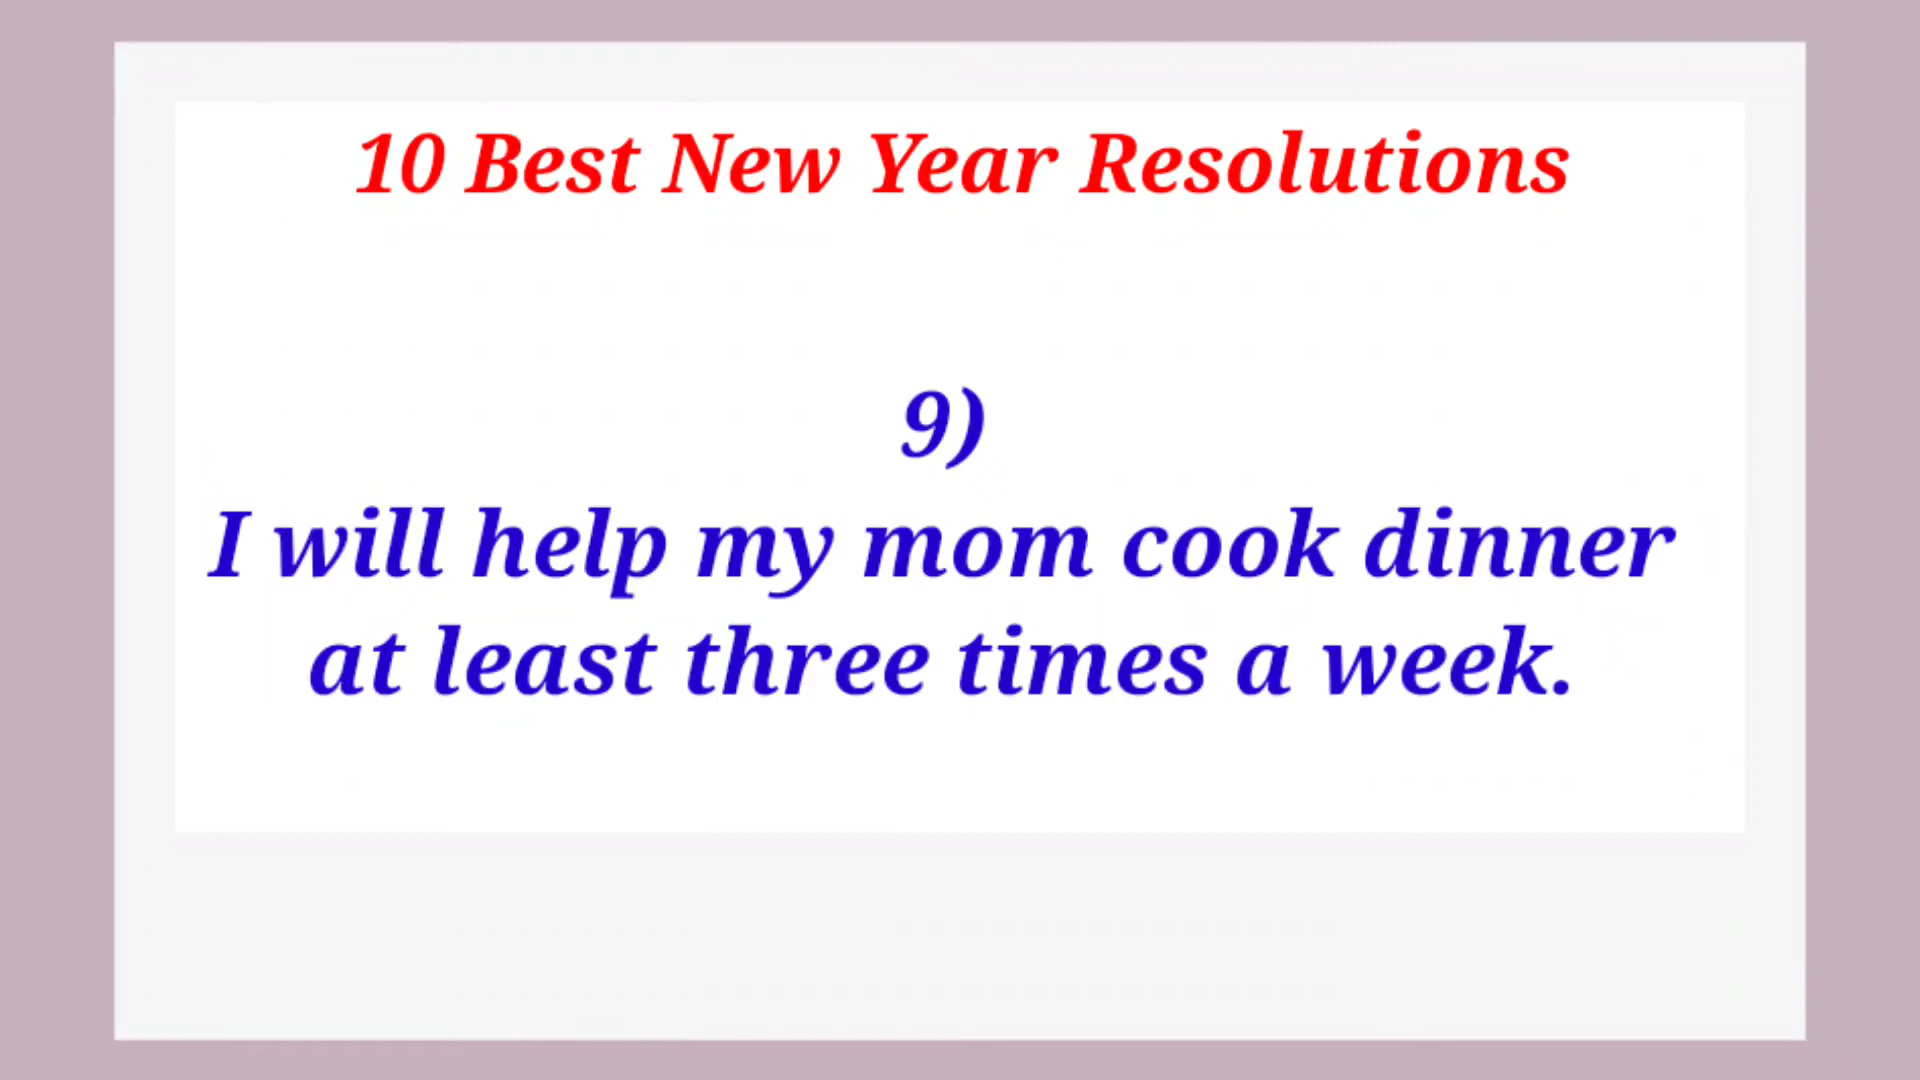 10 Best New Year Resolutions
9)
I will help my mom cook dinner
at least three times a week.